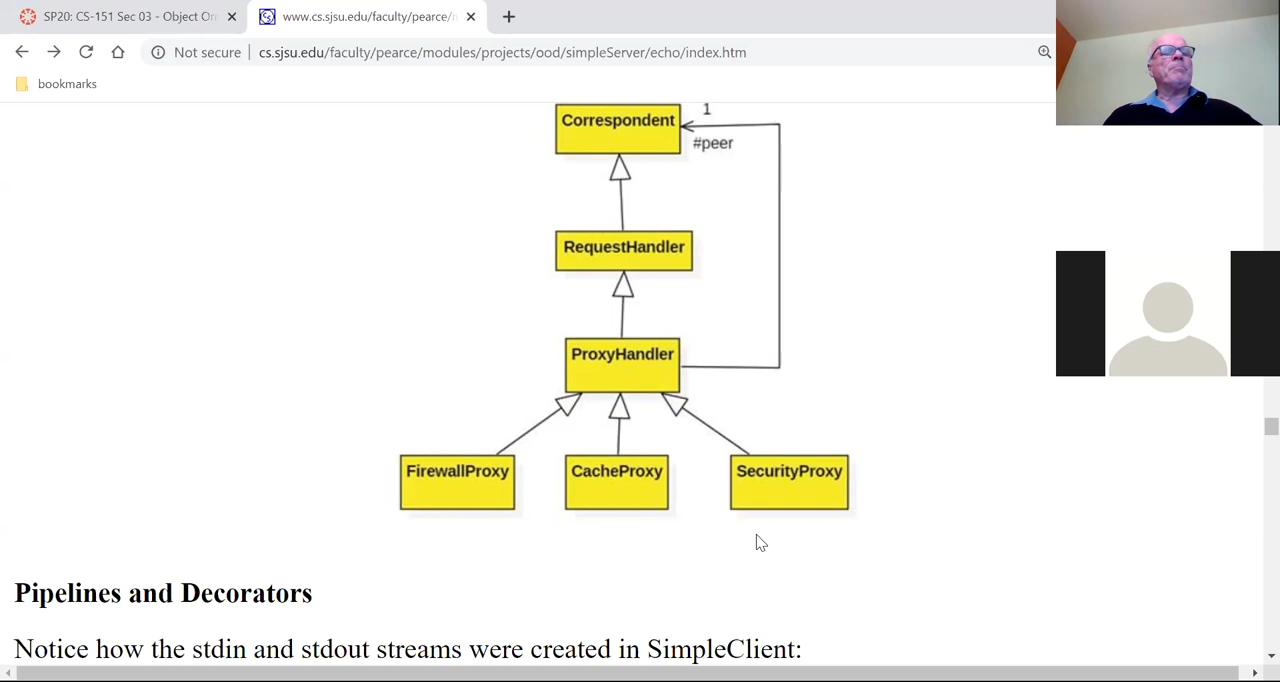 SP20: CS-151 Sec 03 - Object Or
www.cs.sjsu.edu/faculty/pearce/
Not secure
cs.sjsu.edu/faculty/pearce/modules/projects/ood/simpleServer/echo/index.htm
bookmarks
Correspondent
1
#peer
RequestHandler
ProxyHandler
FirewallProxy
CacheProxy
SecurityProxy
Pipelines and Decorators
Notice how the stdin and stdout streams were created in SimpleClient: